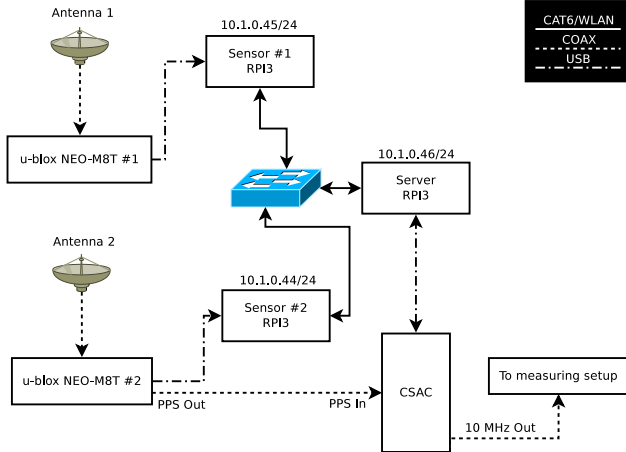 Antenna 1
10.1.0.45/24
Sensor #1
RPI3
CAT6/WLAN
COAX
USB
u-blox NEO-M8T #1
10.1.0.46/24
Server
RPI3
Antenna 2
10.1.0.44/24
Sensor #2
RPI3
u-blox NEO-M8T #2
PPS Out
PPS In
CSAC
To measuring setup
10 MHz Out